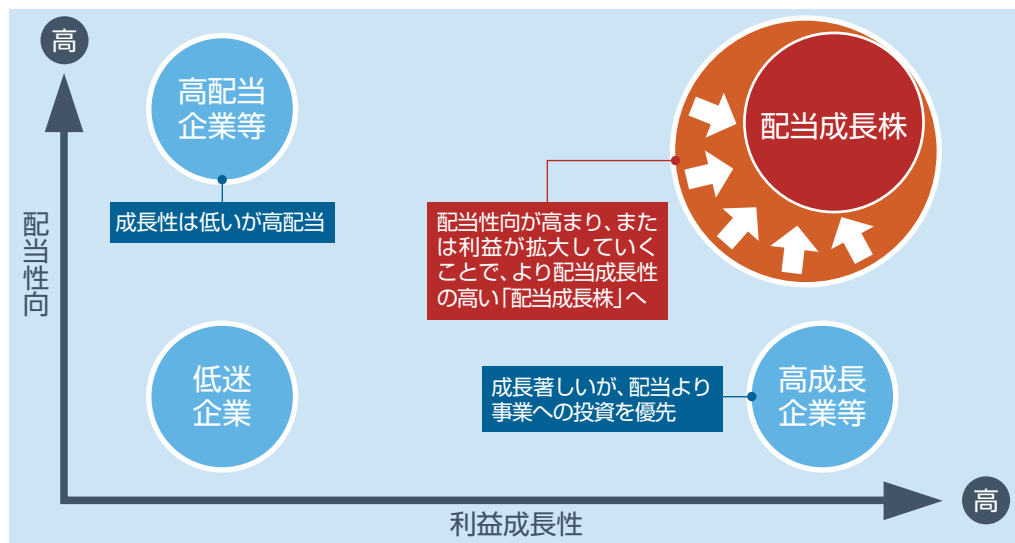 高
高配当
企業等
成長性は低いが高配当
配当成長株
配当性向が高まり、また
は利益が拡大していく
ことで、より配当成長性
の高い「配当成長株」へ
配当性向
低迷
企業
成長著しいが、配当より
事業への投資を優先
高成長
企業等
高
利益成長性